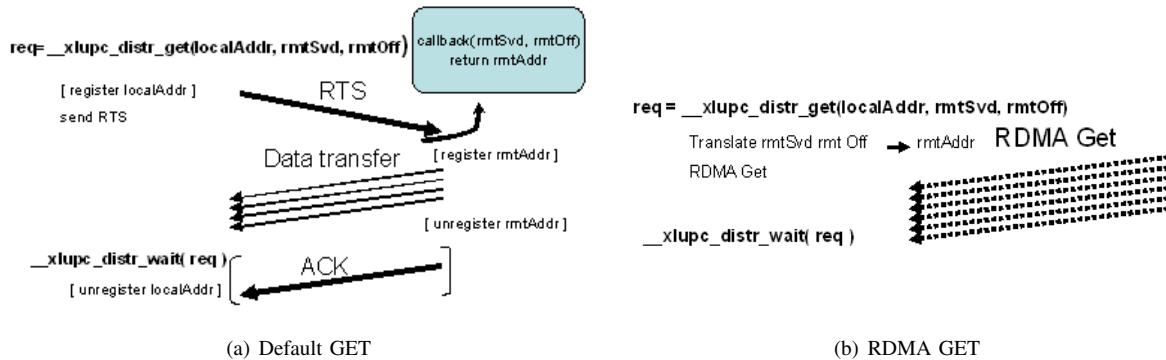 req= __xlupc_distr_get(localAddr, rmtSvd, rmtOff)
callback(rmtSvd, rmtOff)
return rmtAddr
[ register localAddr ]
send RTS
RTS
Data transfer
[ register rmtAddr ]
[ unregister rmtAddr ]
__xlupc_distr_wait( req )
ACK
[ unregister localAddr ]
(a) Default GET
req = __xlupc_distr_get(localAddr, rmtSvd, rmtOff)
Translate rmtSvd rmt Off
rmtAddr
RDMA Get
RDMA Get
__xlupc_distr_wait( req )
(b) RDMA GET